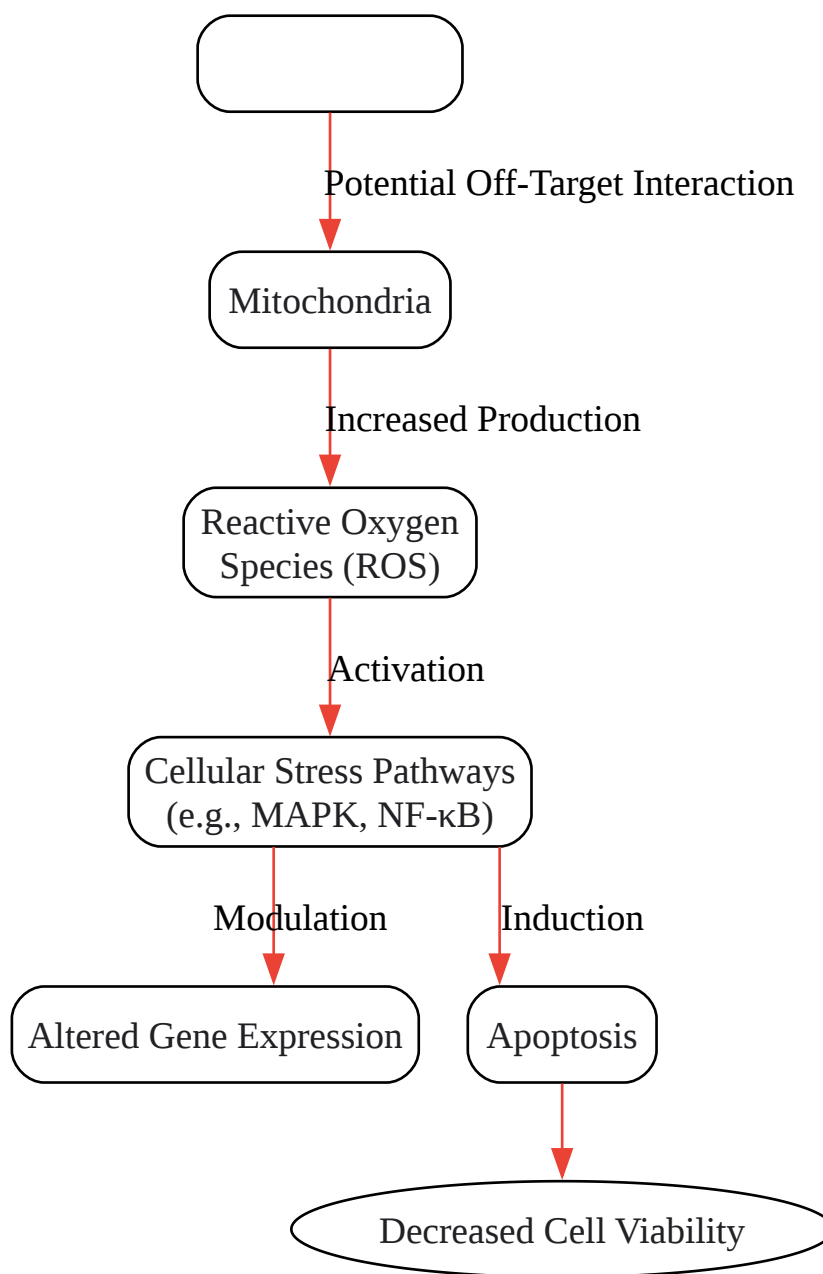 Potential Off-Target Interaction
Mitochondria
Increased Production
Reactive Oxygen
Species (ROS)
Activation
Cellular Stress Pathways
(e.g., MAPK, NF-κB)
Modulation
Induction
Altered Gene Expression
Apoptosis
Decreased Cell Viability